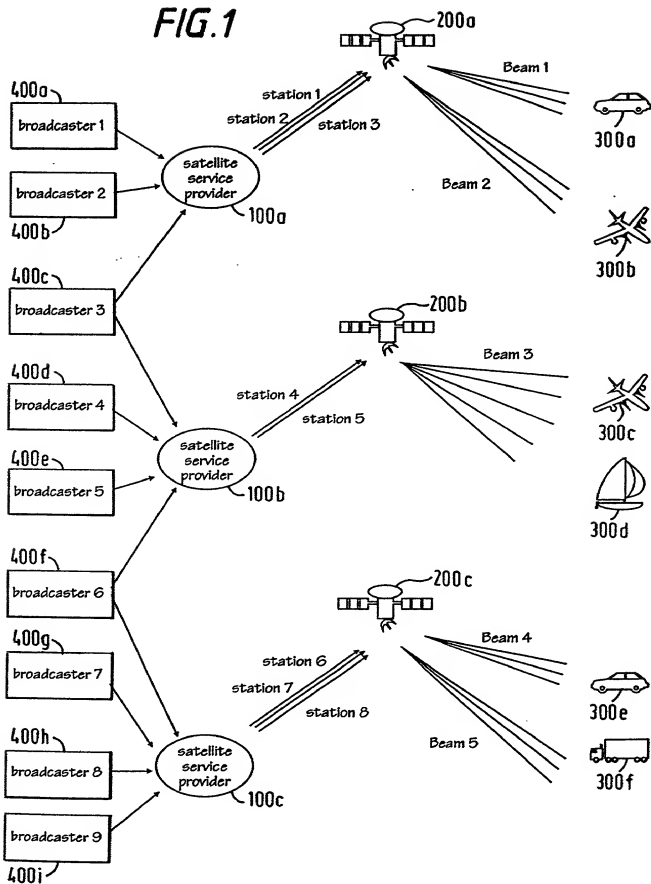 FIG.1
200a
400a
broadcaster 1
station 1
station 2
station 3
Beam 1
300a
satellite
service
provider
100a
broadcaster 2
400b
Beam 2
300b
400c
broadcaster 3
200b
Beam 3
300c
400d
broadcaster 4
station 4
station 5
satellite
service
provider
100b
400e
broadcaster 5
300d
400f
broadcaster 6
200c
Beam 4
300e
400g
broadcaster 7
station 6
station 7
station 8
Beam 5
300f
satellite
service
provider
100c
400h
broadcaster 8
broadcaster 9
400i